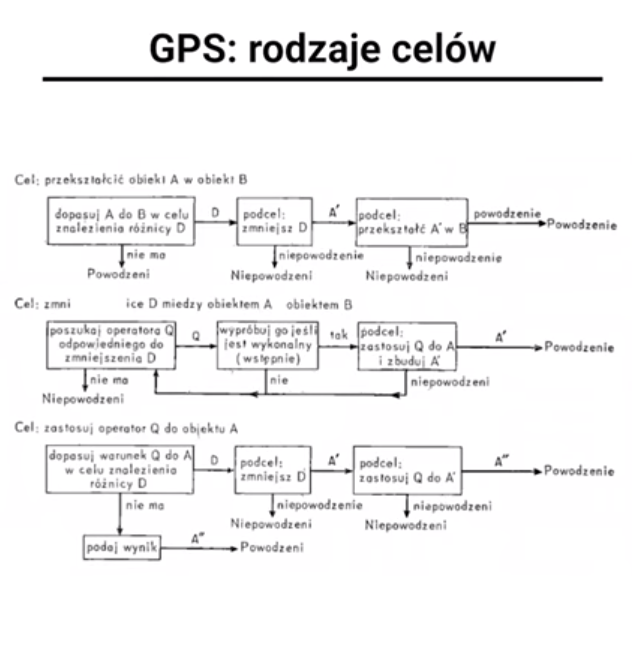 GPS: rodzaje celów
Cel: przekształcić obiekt A w obiekt B
dopasuj A do B w celu
znalezienia różnicy D
D
podcel:
zmniejsz D
A'
podcel:
przekształć A' w B
powodzenie
Powodzenie
nie ma
Powodzeni
niepowodzenie
Niepowodzeni
niepowodzenie
Niepowodzeni
Cel: zmni ice D miedzy obiektem A obiektem B
poszukaj operatora Q
odpowiedniego do
zmniejszenia D
Q
wypróbuj go jeśli
jest wykonalny
(wstępnie)
tak
podcel:
zastosuj Q do A
i zbuduj A'
A'
Powodzenie
nie ma
Niepowodzeni
nie
niepowodzeni
Cel: zastosuj operator Q do objektu A
dopasuj warunek Q do A
w celu znalezienia
różnicy D
D
podcel:
zmniejsz D
A'
podcel:
zastosuj Q do A'
A"
Powodzenie
nie ma
niepowodzenie
Niepowodzeni
niepowodzeni
Niepowodzeni
podaj wynik
A"
Powodzeni